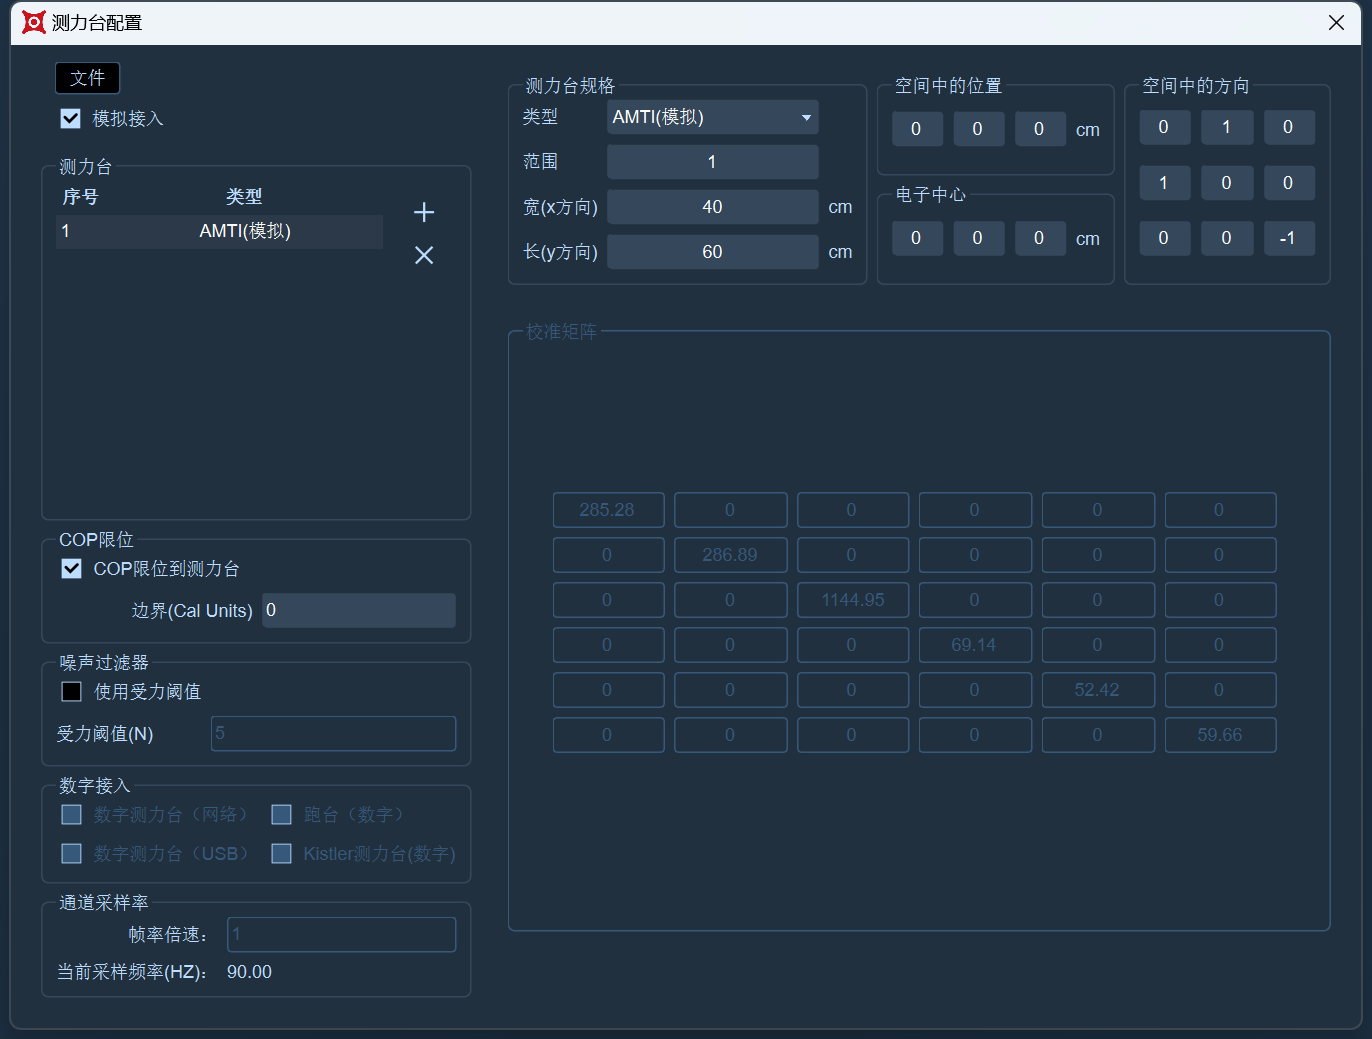 测力台配置
文件
模拟接入
测力台
序号 类型
1 AMTI(模拟)
COP限位
COP限位到测力台
边界(Cal Units) 0
噪声过滤器
使用受力阈值
受力阈值(N) 5
数字接入
数字测力台（网络） 跑台（数字）
数字测力台（USB） Kistler测力台(数字)
通道采样率
帧率倍速： 1
当前采样频率(HZ)： 90.00
测力台规格
类型 AMTI(模拟)
范围 1
宽(x方向) 40 cm
长(y方向) 60 cm
空间中的位置
0 0 0 cm
电子中心
0 0 0 cm
空间中的方向
0 1 0
1 0 0
0 0 -1
校准矩阵
285.28 0 0 0 0 0
0 286.89 0 0 0 0
0 0 1144.95 0 0 0
0 0 0 69.14 0 0
0 0 0 0 52.42 0
0 0 0 0 0 59.66